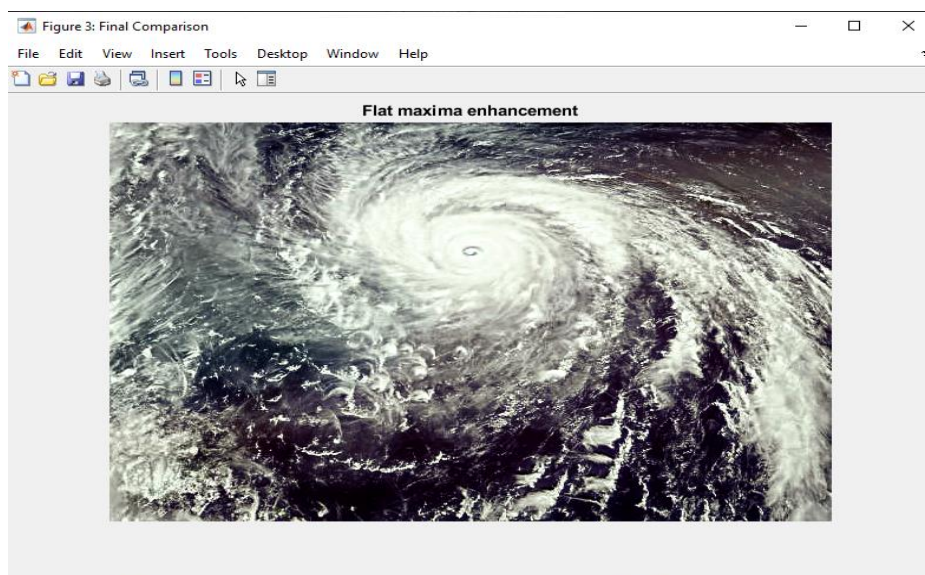 Figure 3: Final Comparison
File Edit View Insert Tools Desktop Window Help
Flat maxima enhancement